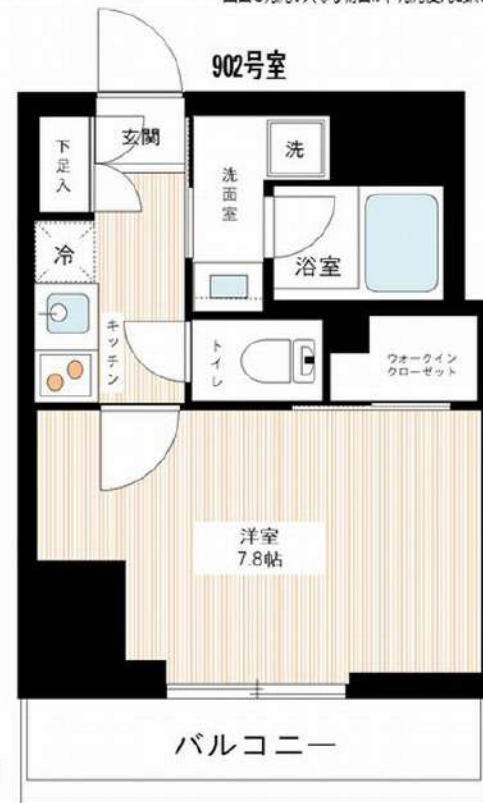 902号室
玄関
下足入
洗面室
洗
冷
浴室
キッチン
トイレ
ウォークイン
クローゼット
洋室
7.8帖
バルコニー